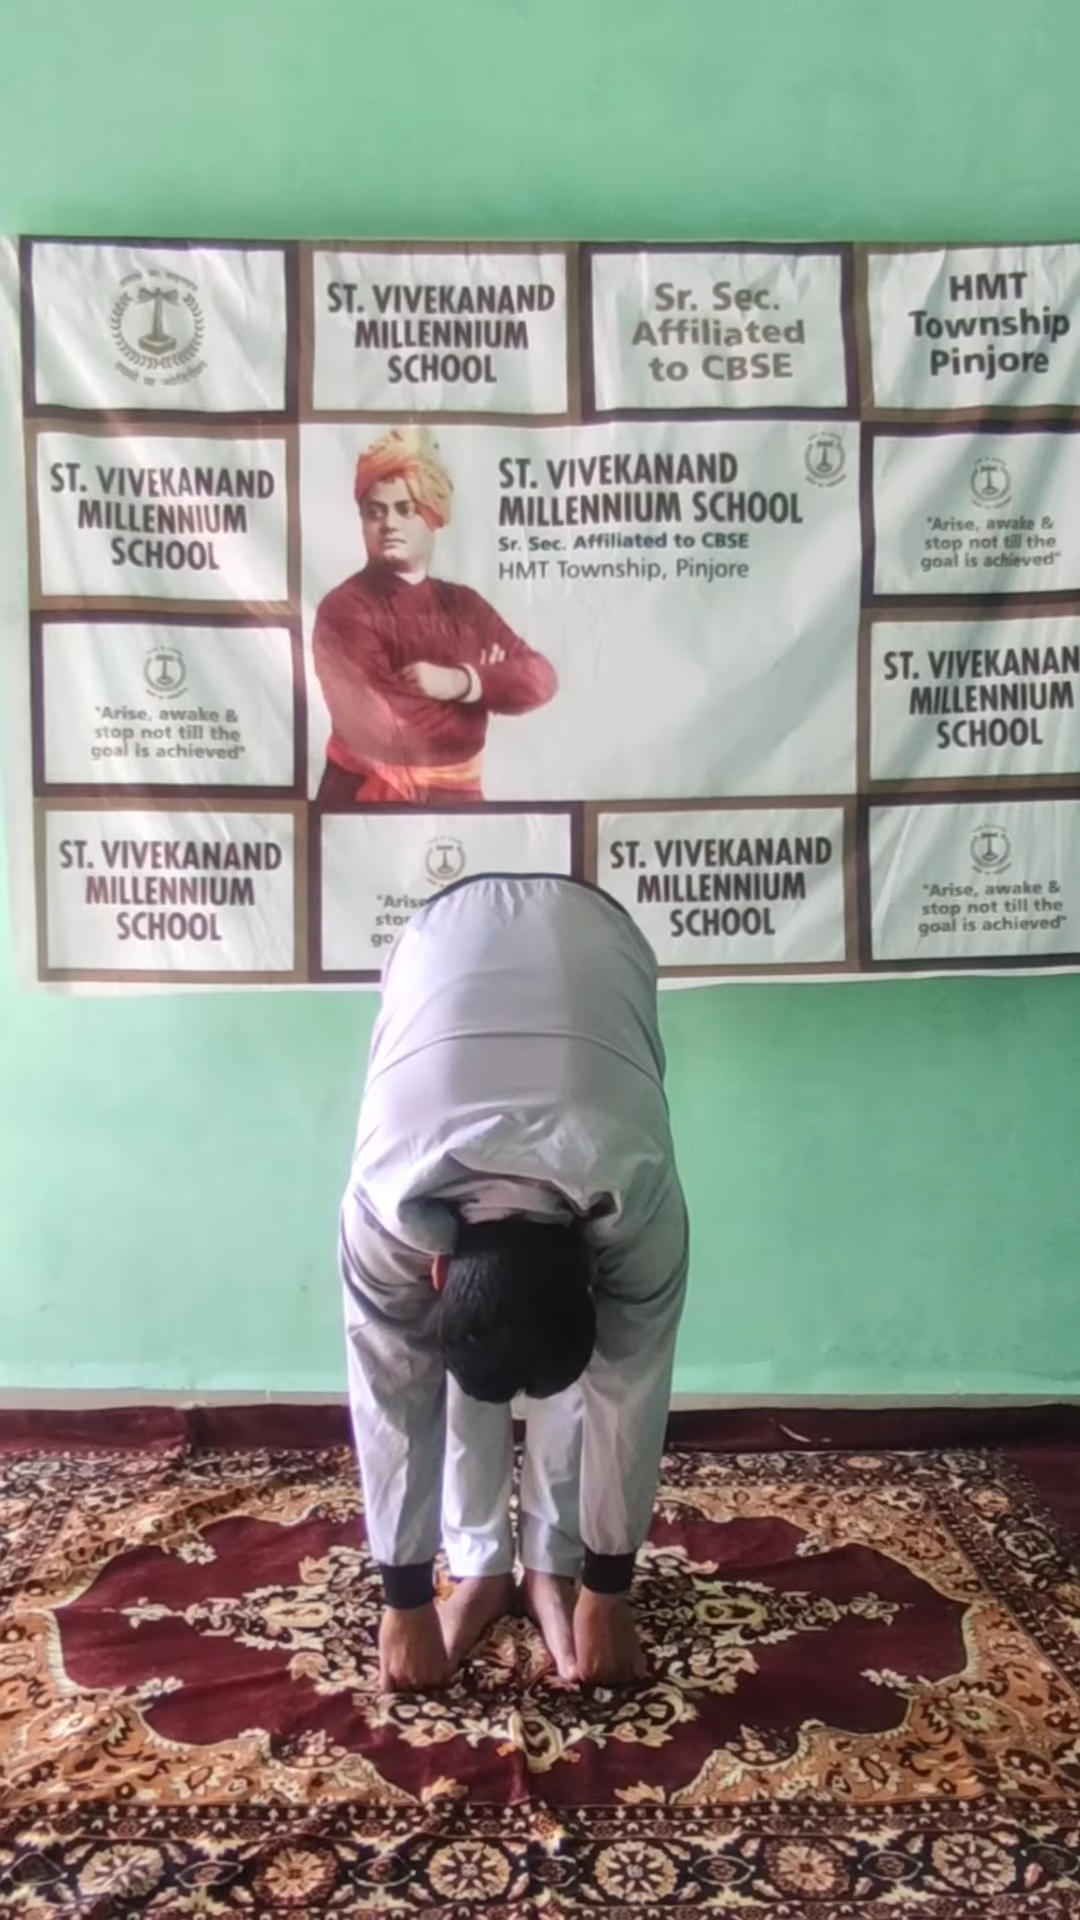 ST. VIVEKANAND
MILLENNIUM
SCHOOL
Sr. Sec.
Affiliated
to CBSE
HMT
Township
Pinjore
ST. VIVEKANAND
MILLENNIUM
SCHOOL
ST. VIVEKANAND
MILLENNIUM SCHOOL
Sr. Sec. Affiliated to CBSE
HMT Township, Pinjore
"Arise, awake &
stop not till the
goal is achieved"
"Arise, awake &
stop not till the
goal is achieved"
ST. VIVEKANAN
MILLENNIUM
SCHOOL
ST. VIVEKANAND
MILLENNIUM
SCHOOL
"Arise
sto
go
ST. VIVEKANAND
MILLENNIUM
SCHOOL
"Arise, awake &
stop not till the
goal is achieved"